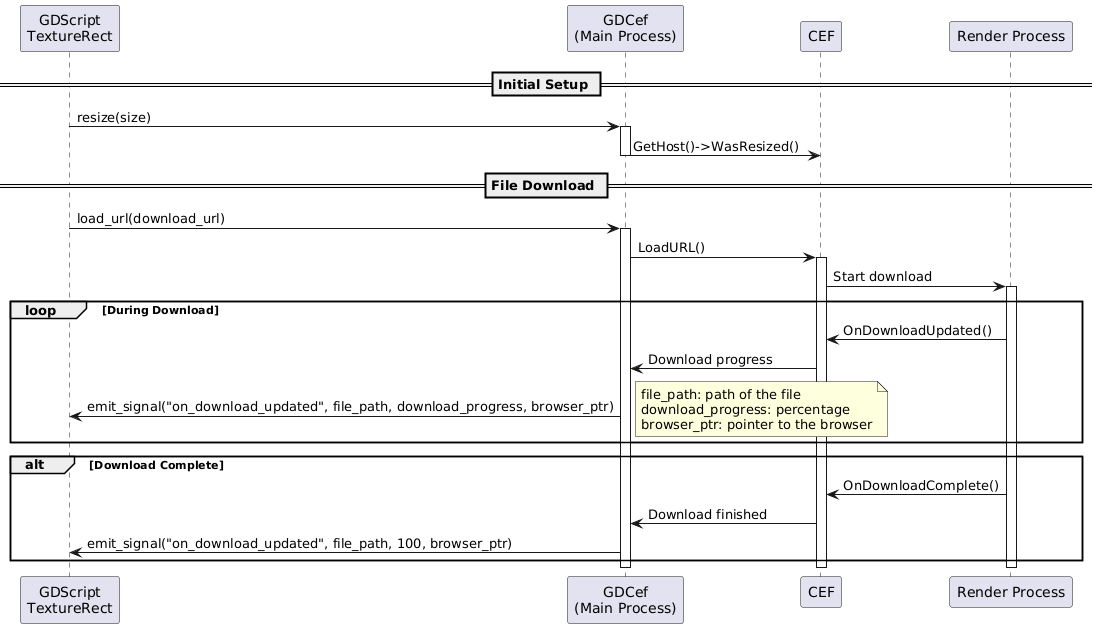 GDScript
TextureRect
GDCef
(Main Process)
CEF
Render Process
Initial Setup
resize(size)
GetHost()->WasResized()
File Download
load_url(download_url)
LoadURL()
Start download
loop
[During Download]
OnDownloadUpdated()
Download progress
emit_signal("on_download_updated", file_path, download_progress, browser_ptr)
file_path: path of the file
download_progress: percentage
browser_ptr: pointer to the browser
alt
[Download Complete]
OnDownloadComplete()
Download finished
emit_signal("on_download_updated", file_path, 100, browser_ptr)
GDScript
TextureRect
GDCef
(Main Process)
CEF
Render Process